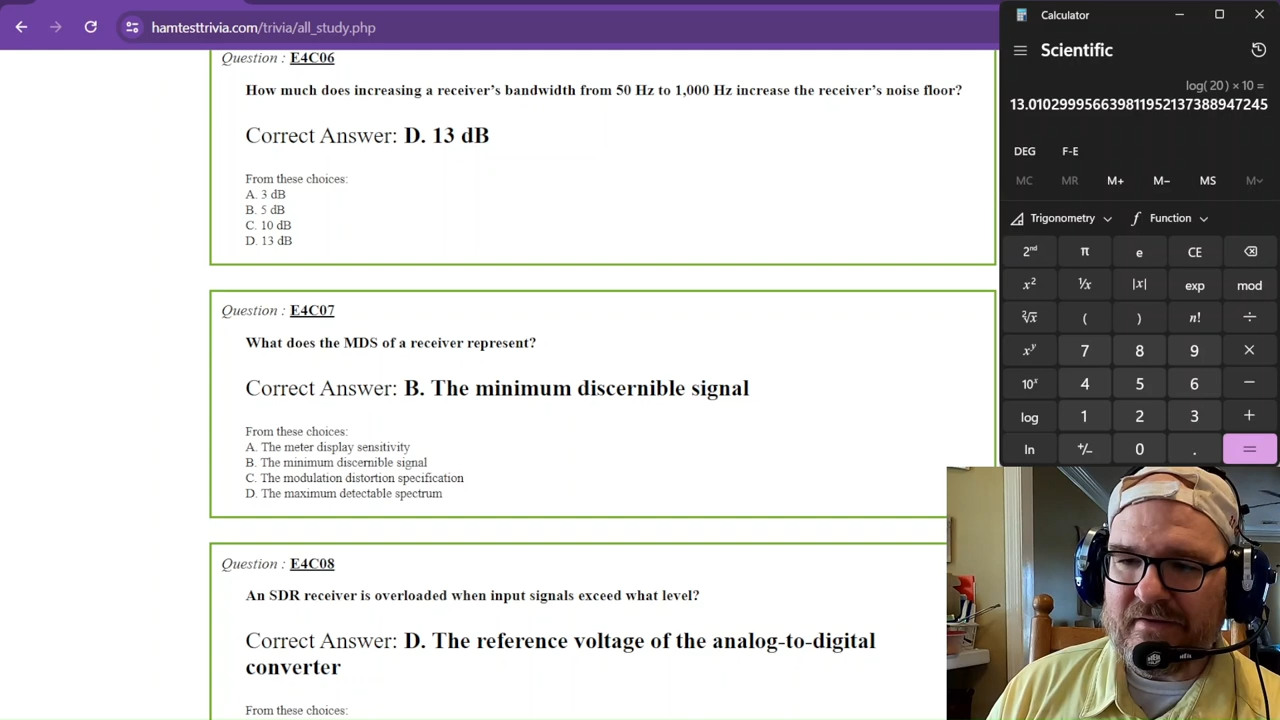 hamtesttrivia.com/trivia/all_study.php
Question : E4C06
How much does increasing a receiver's bandwidth from 50 Hz to 1,000 Hz increase the receiver's noise floor?
Correct Answer: D. 13 dB
From these choices:
A. 3 dB
B. 5 dB
C. 10 dB
D. 13 dB
Question : E4C07
What does the MDS of a receiver represent?
Correct Answer: B. The minimum discernible signal
From these choices:
A. The meter display sensitivity
B. The minimum discernible signal
C. The modulation distortion specification
D. The maximum detectable spectrum
Question : E4C08
An SDR receiver is overloaded when input signals exceed what level?
Correct Answer: D. The reference voltage of the analog-to-digital
converter
From these choices:
Calculator
Scientific
log( 20 ) × 10 =
13.010299956639811952137388947245
DEG F-E
MC MR M+ M− MS M
Trigonometry Function
2nd π e CE
x² ¹/x |x| exp mod
²√x ( ) n! ÷
xʸ 7 8 9 ×
10ˣ 4 5 6 −
log 1 2 3 +
ln +/− 0 . =